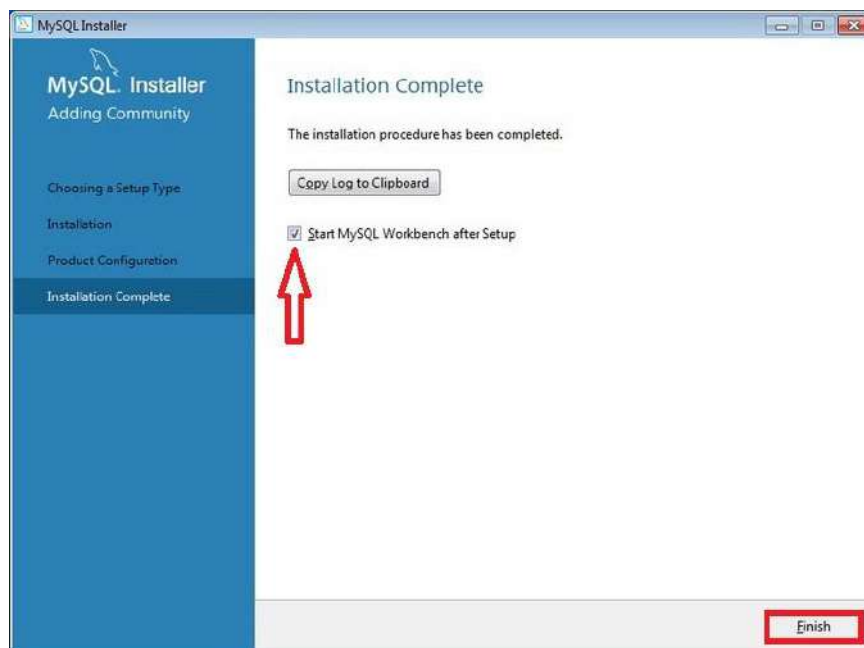 MySQL Installer
MySQL. Installer
Adding Community
Choosing a Setup Type
Installation
Product Configuration
Installation Complete
Installation Complete
The installation procedure has been completed.
Copy Log to Clipboard
Start MySQL Workbench after Setup
Finish